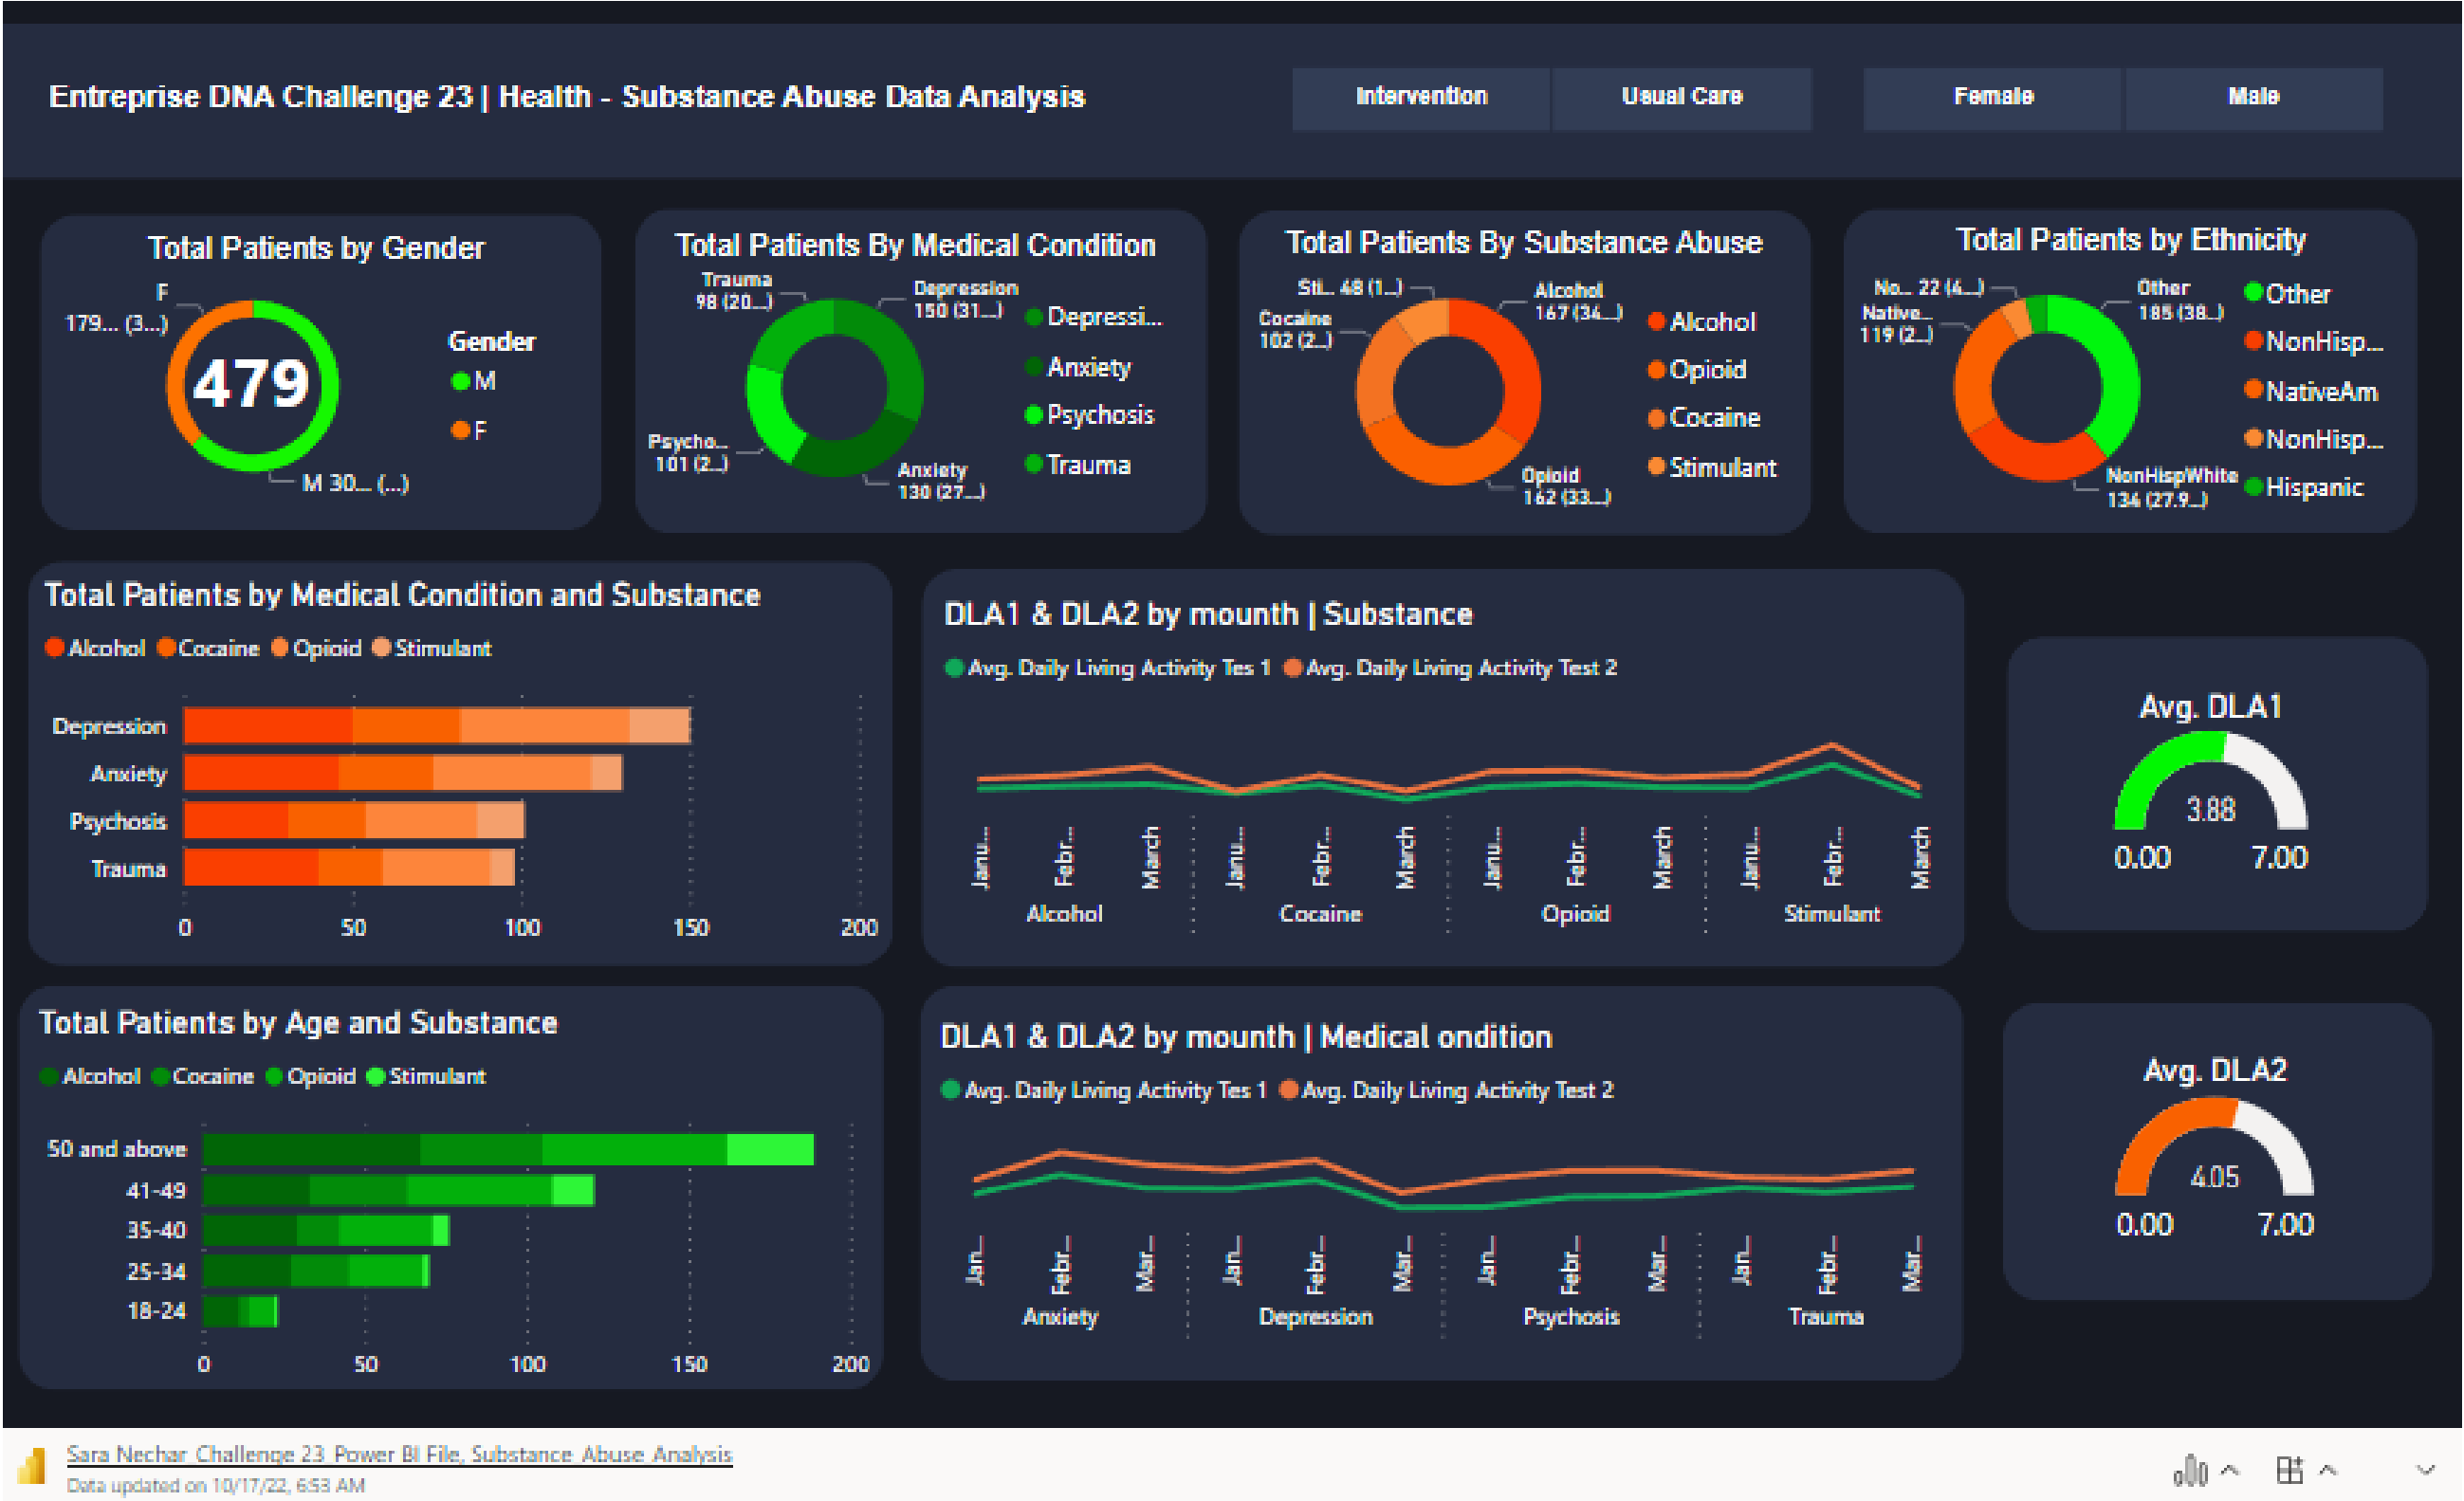 Entreprise DNA Challenge 23 | Health - Substance Abuse Data Analysis
Intervention
Usual Care
Female
Male
Total Patients by Gender
F
179... (3...)
479
M 30... (...)
Gender
M
F
Total Patients By Medical Condition
Trauma
98 (20...)
Depression
150 (31...)
Psycho...
101 (2...)
Anxiety
130 (27...)
Depressi...
Anxiety
Psychosis
Trauma
Total Patients By Substance Abuse
Sti... 48 (1...)
Alcohol
167 (34...)
Cocaine
102 (2...)
Opioid
162 (33...)
Alcohol
Opioid
Cocaine
Stimulant
Total Patients by Ethnicity
No... 22 (4...)
Other
185 (38...)
Native...
119 (2...)
NonHispWhite
134 (27.9...)
Other
NonHisp...
NativeAm
NonHisp...
Hispanic
Total Patients by Medical Condition and Substance
Alcohol Cocaine Opioid Stimulant
Depression
Anxiety
Psychosis
Trauma
0 50 100 150 200
DLA1 & DLA2 by mounth | Substance
Avg. Daily Living Activity Tes 1 Avg. Daily Living Activity Test 2
Janu... Febr... March Janu... Febr... March Janu... Febr... March Janu... Febr... March
Alcohol Cocaine Opioid Stimulant
Avg. DLA1
3.88
0.00 7.00
Total Patients by Age and Substance
Alcohol Cocaine Opioid Stimulant
50 and above
41-49
35-40
25-34
18-24
0 50 100 150 200
DLA1 & DLA2 by mounth | Medical ondition
Avg. Daily Living Activity Tes 1 Avg. Daily Living Activity Test 2
Jan... Febr... Mar... Jan... Febr... Mar... Jan... Febr... Mar... Jan... Febr... Mar...
Anxiety Depression Psychosis Trauma
Avg. DLA2
4.05
0.00 7.00
Sara Nechar_Challenge 23_Power BI File, Substance_Abuse_Analysis
Data updated on 10/17/22, 6:53 AM